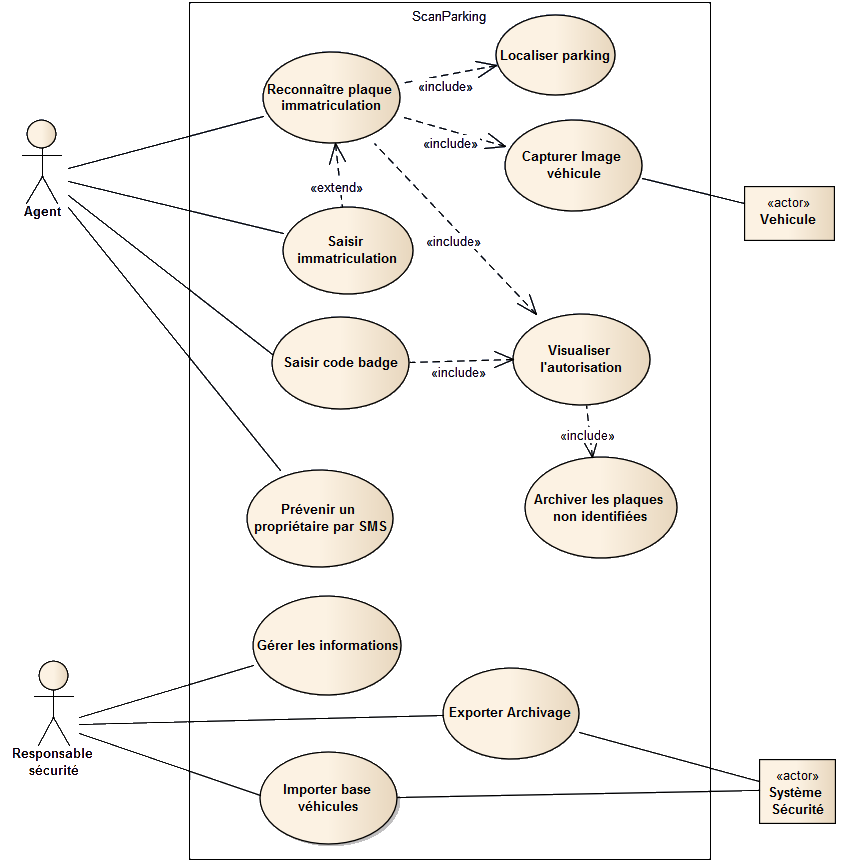 ScanParking
Localiser parking
Reconnaître plaque
immatriculation
«include»
«include»
Capturer Image
véhicule
«extend»
Agent
«actor»
Vehicule
Saisir
immatriculation
«include»
Visualiser
l'autorisation
Saisir code badge
«include»
«include»
Archiver les plaques
non identifiées
Prévenir un
propriétaire par SMS
Gérer les informations
Exporter Archivage
Responsable
sécurité
«actor»
Système
Sécurité
Importer base
véhicules